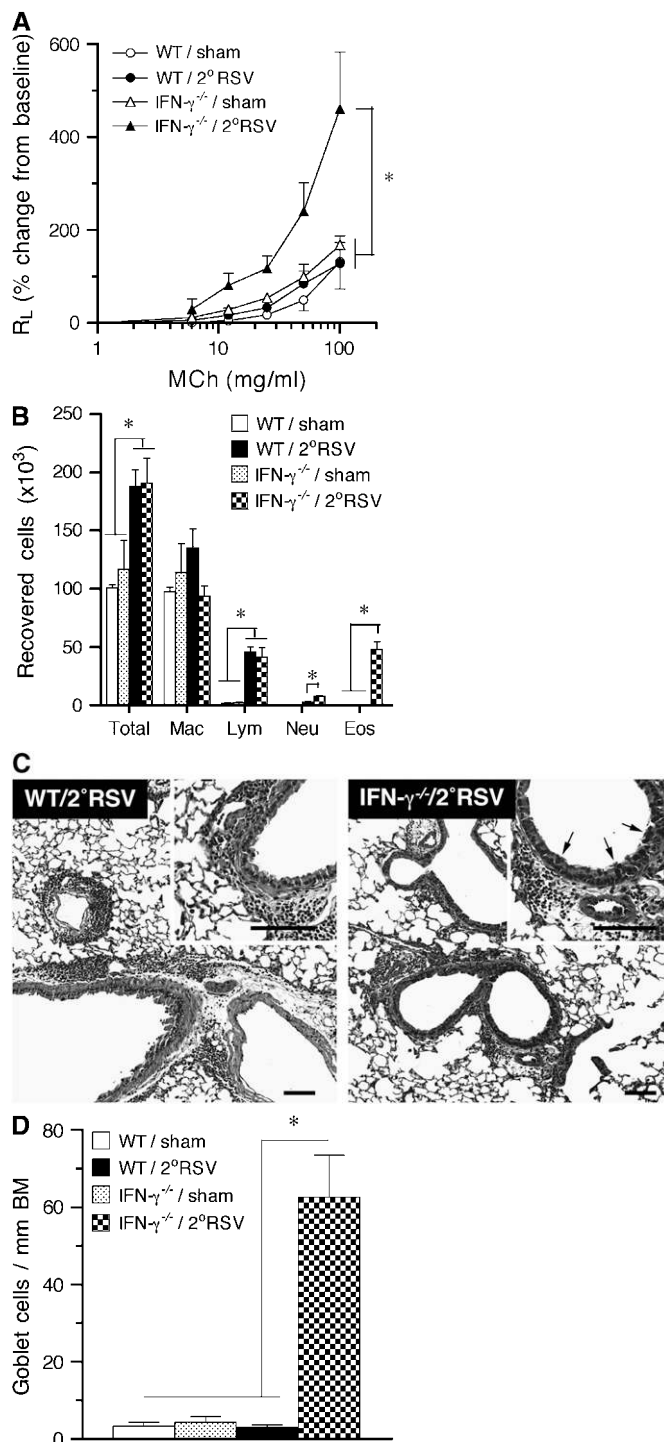 A
600
400
200
0
R_L (% change from baseline)
WT / sham
WT / 2° RSV
IFN-γ⁻/⁻ / sham
IFN-γ⁻/⁻ / 2°RSV
*
1
10
100
MCh (mg/ml)
B
250
200
150
100
50
0
Recovered cells (x10³)
WT / sham
WT / 2°RSV
IFN-γ⁻/⁻ / sham
IFN-γ⁻/⁻ / 2°RSV
*
*
*
*
Total Mac Lym Neu Eos
C
WT/2°RSV
IFN-γ⁻/⁻/2°RSV
D
80
60
40
20
0
Goblet cells / mm BM
WT / sham
WT / 2°RSV
IFN-γ⁻/⁻ / sham
IFN-γ⁻/⁻ / 2°RSV
*